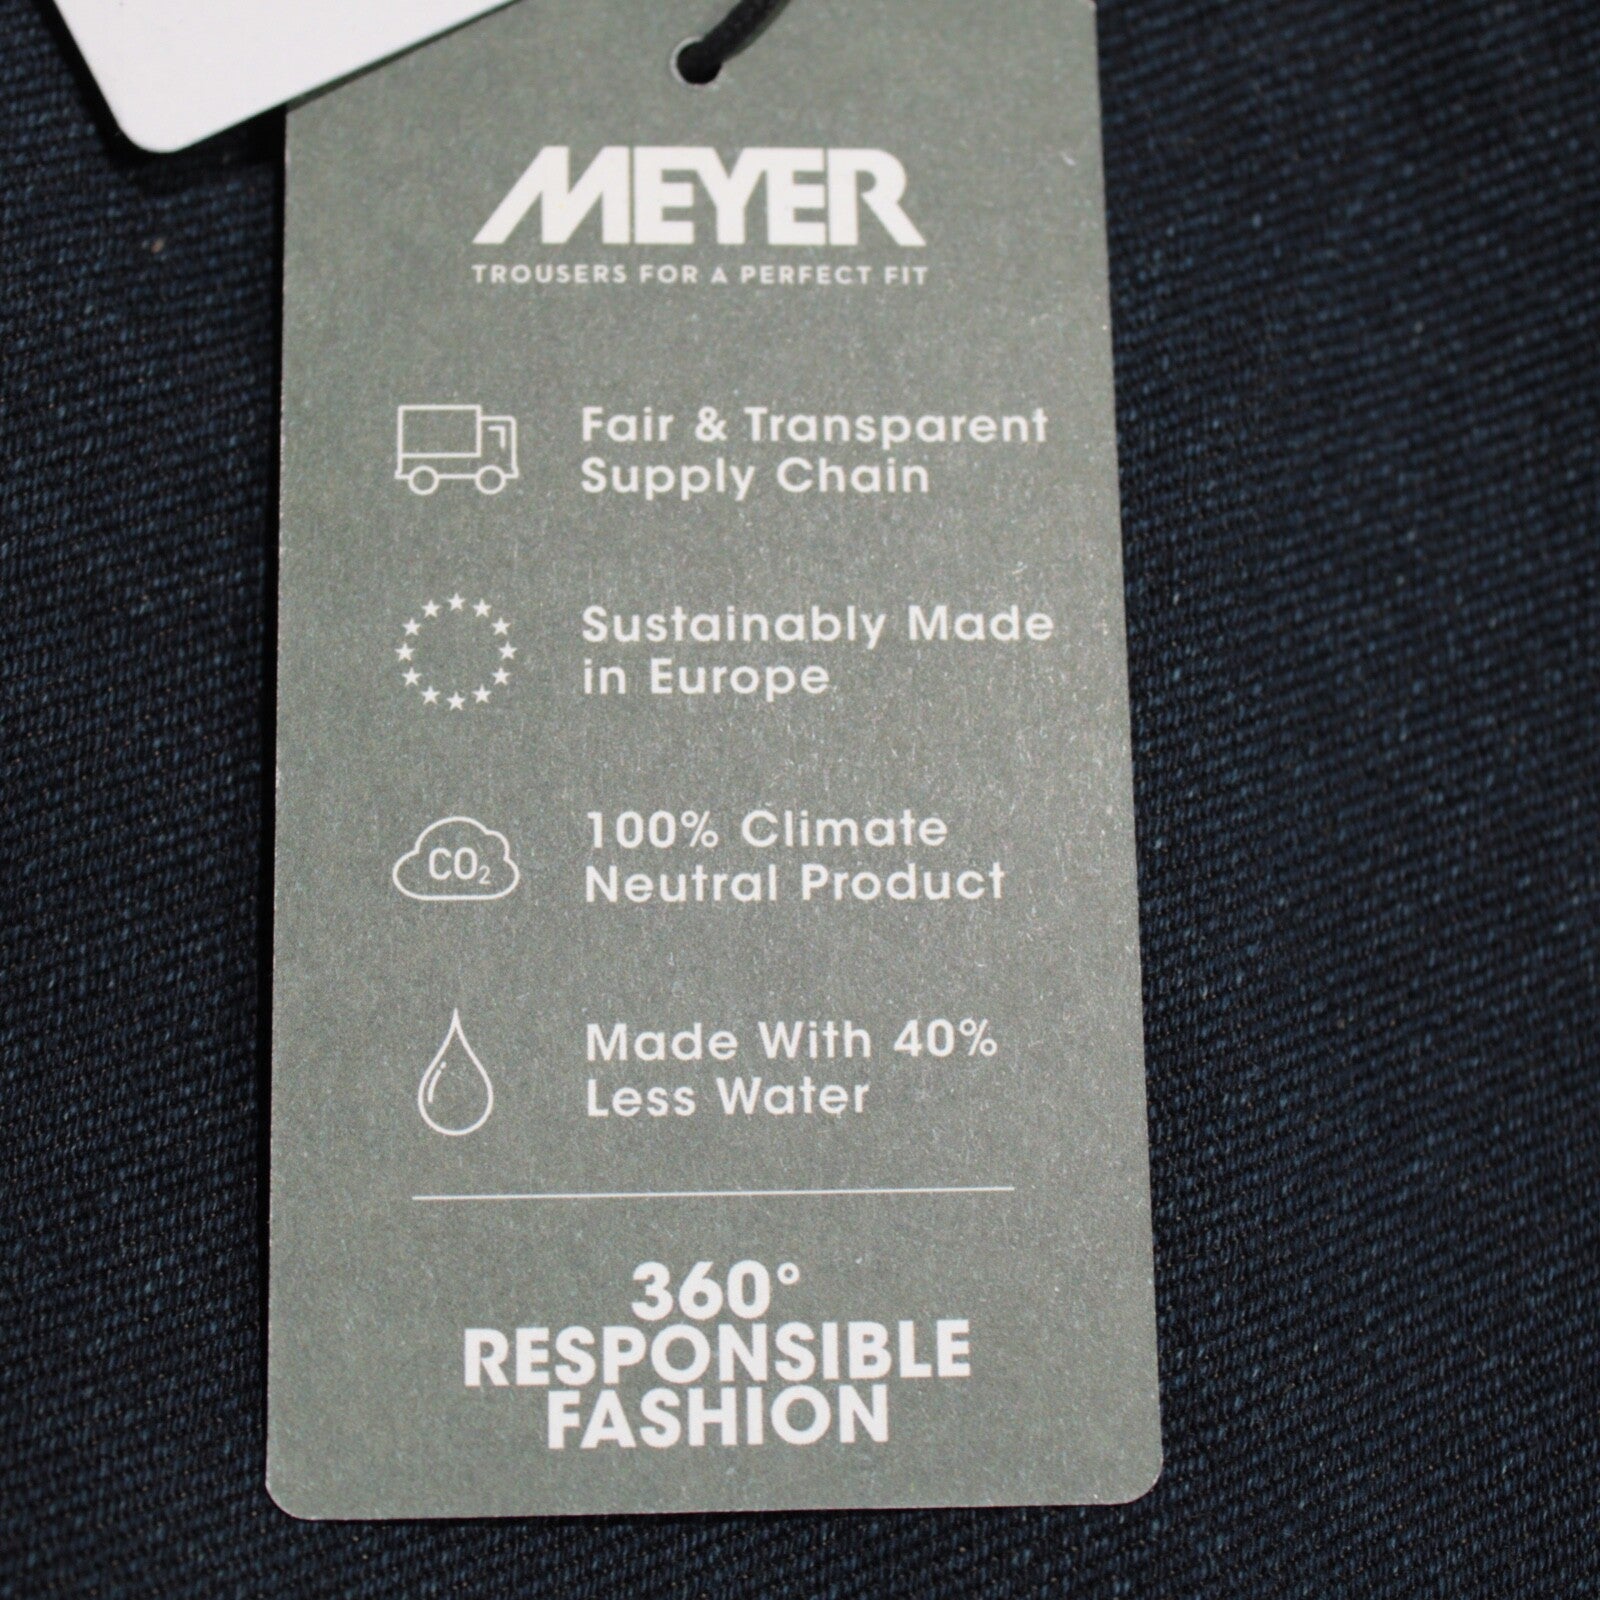 MEYER
TROUSERS FOR A PERFECT FIT
Fair & Transparent
Supply Chain
Sustainably Made
in Europe
100% Climate
CO₂
Neutral Product
Made With 40%
Less Water
360°
RESPONSIBLE
FASHION